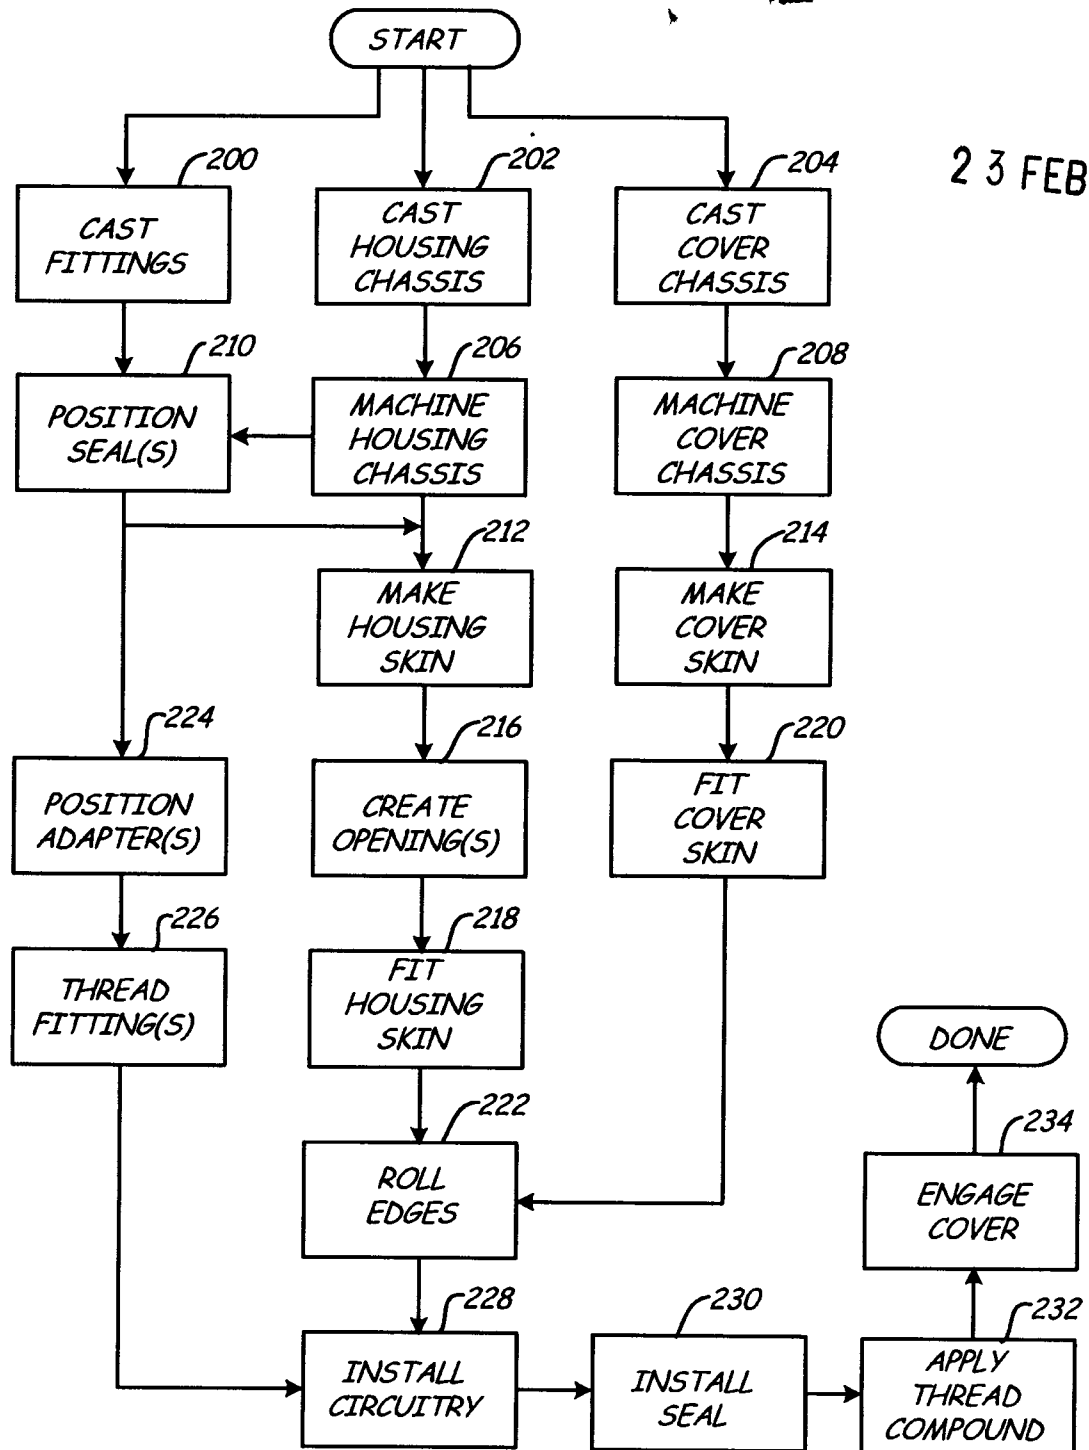 START
23 FEB
200
CAST
FITTINGS
202
CAST
HOUSING
CHASSIS
204
CAST
COVER
CHASSIS
210
POSITION
SEAL(S)
206
MACHINE
HOUSING
CHASSIS
208
MACHINE
COVER
CHASSIS
212
MAKE
HOUSING
SKIN
214
MAKE
COVER
SKIN
224
POSITION
ADAPTER(S)
216
CREATE
OPENING(S)
220
FIT
COVER
SKIN
226
THREAD
FITTING(S)
218
FIT
HOUSING
SKIN
222
ROLL
EDGES
228
INSTALL
CIRCUITRY
230
INSTALL
SEAL
232
APPLY
THREAD
COMPOUND
234
ENGAGE
COVER
DONE